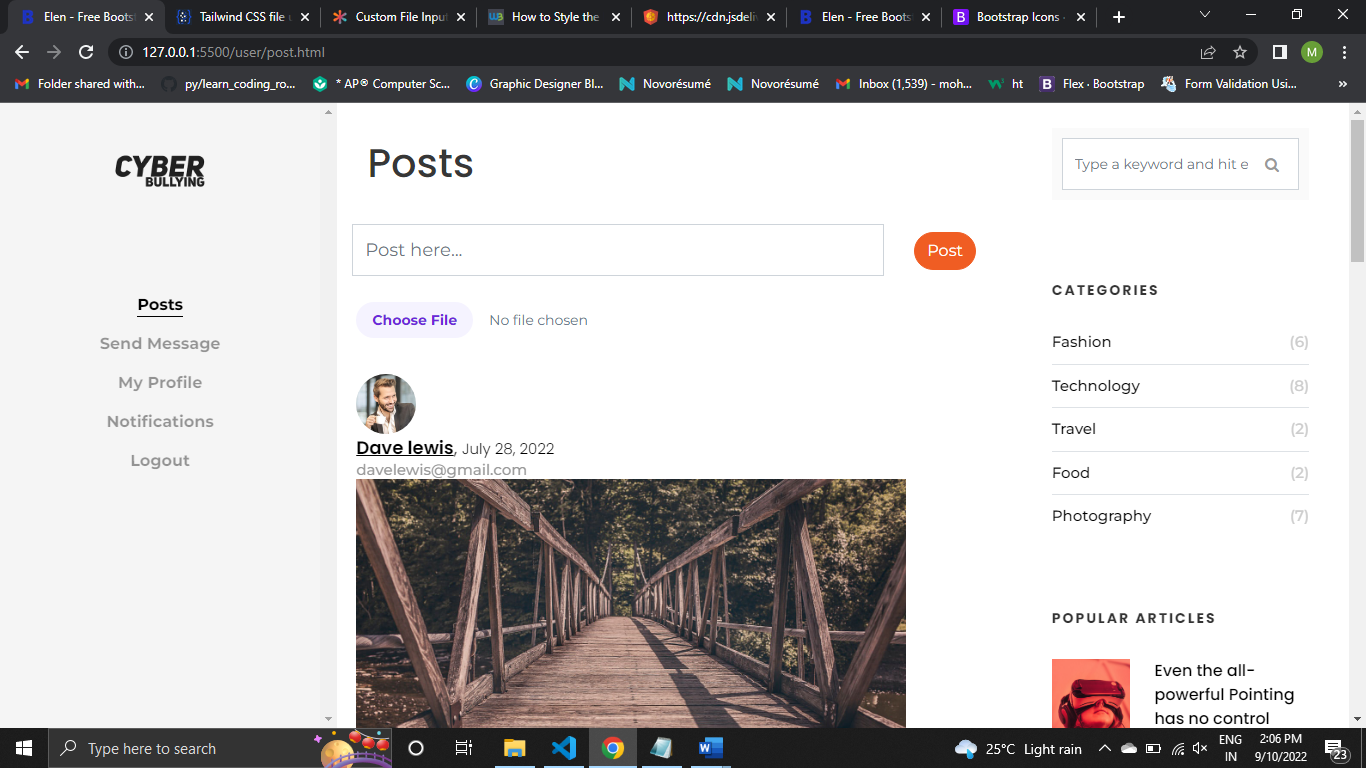 Elen - Free Boots
Tailwind CSS file u
Custom File Input
How to Style the
https://cdn.jsdeli
Elen - Free Boots
Bootstrap Icons
127.0.0.1:5500/user/post.html
M
Folder shared with...
py/learn_coding_ro...
* AP® Computer Sc...
Graphic Designer Bl...
Novorésumé
Novorésumé
Inbox (1,539) - moh...
ht
Flex · Bootstrap
Form Validation Usi...
»
CYBER
BULLYING
Posts
Send Message
My Profile
Notifications
Logout
Posts
Post here...
Post
Choose File No file chosen
Dave lewis, July 28, 2022
davelewis@gmail.com
Type a keyword and hit e
CATEGORIES
Fashion (6)
Technology (8)
Travel (2)
Food (2)
Photography (7)
POPULAR ARTICLES
Even the all-
powerful Pointing
has no control
Type here to search
25°C Light rain
ENG
IN
2:06 PM
9/10/2022
23